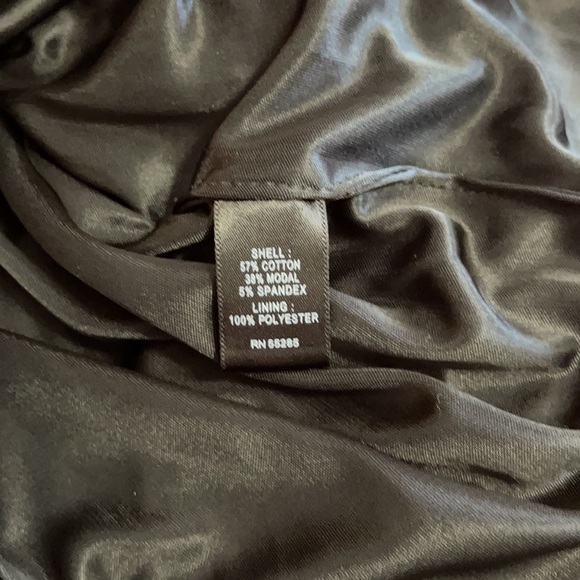 SHELL :
57% COTTON
38% MODAL
5% SPANDEX
LINING :
100% POLYESTER
RN 65285